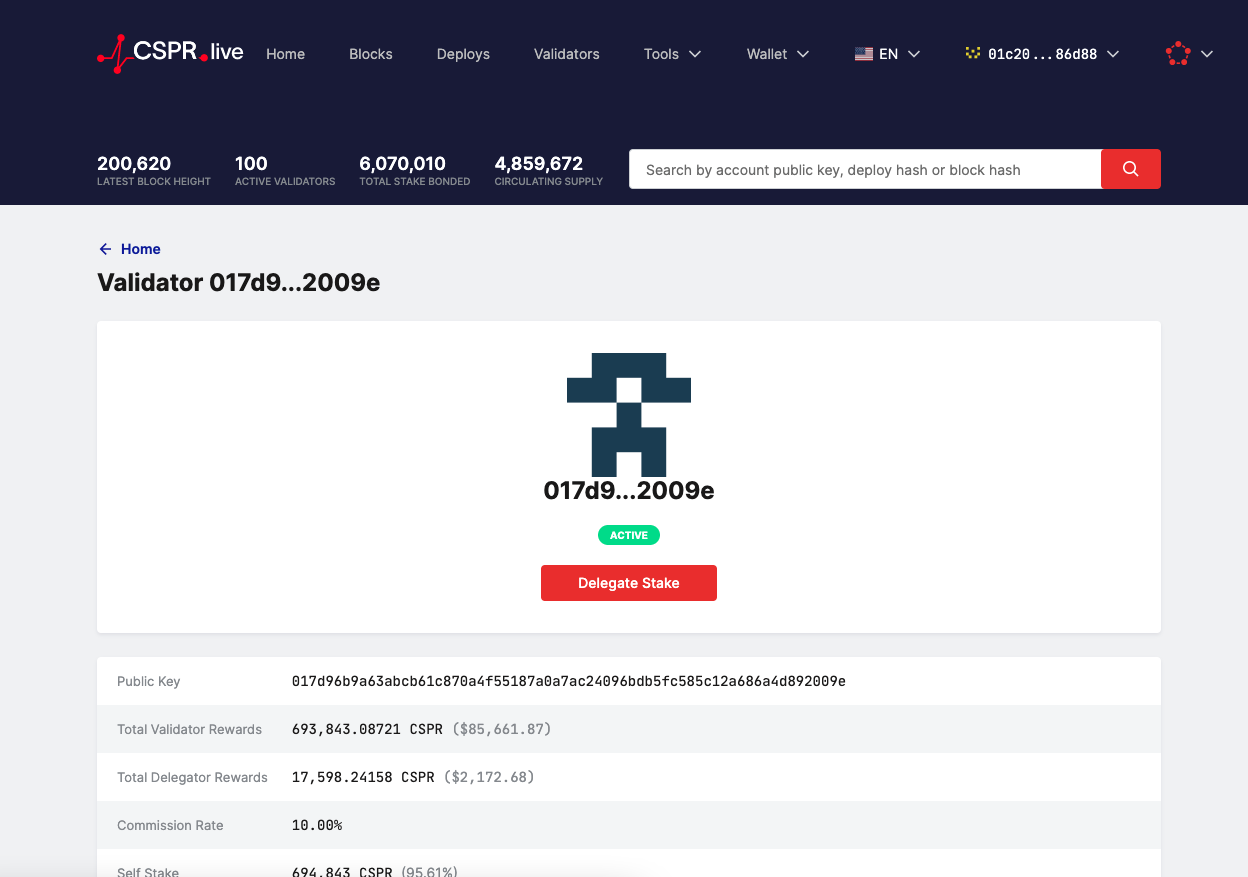 CSPR.live Home Blocks Deploys Validators Tools Wallet EN 01c20...86d88
200,620 100 6,070,010 4,859,672
LATEST BLOCK HEIGHT ACTIVE VALIDATORS TOTAL STAKE BONDED CIRCULATING SUPPLY
Search by account public key, deploy hash or block hash
Home
Validator 017d9...2009e
017d9...2009e
ACTIVE
Delegate Stake
Public Key 017d96b9a63abcb61c870a4f55187a0a7ac24096bdb5fc585c12a686a4d892009e
Total Validator Rewards 693,843.08721 CSPR ($85,661.87)
Total Delegator Rewards 17,598.24158 CSPR ($2,172.68)
Commission Rate 10.00%
Self Stake 694,843 CSPR (95.61%)